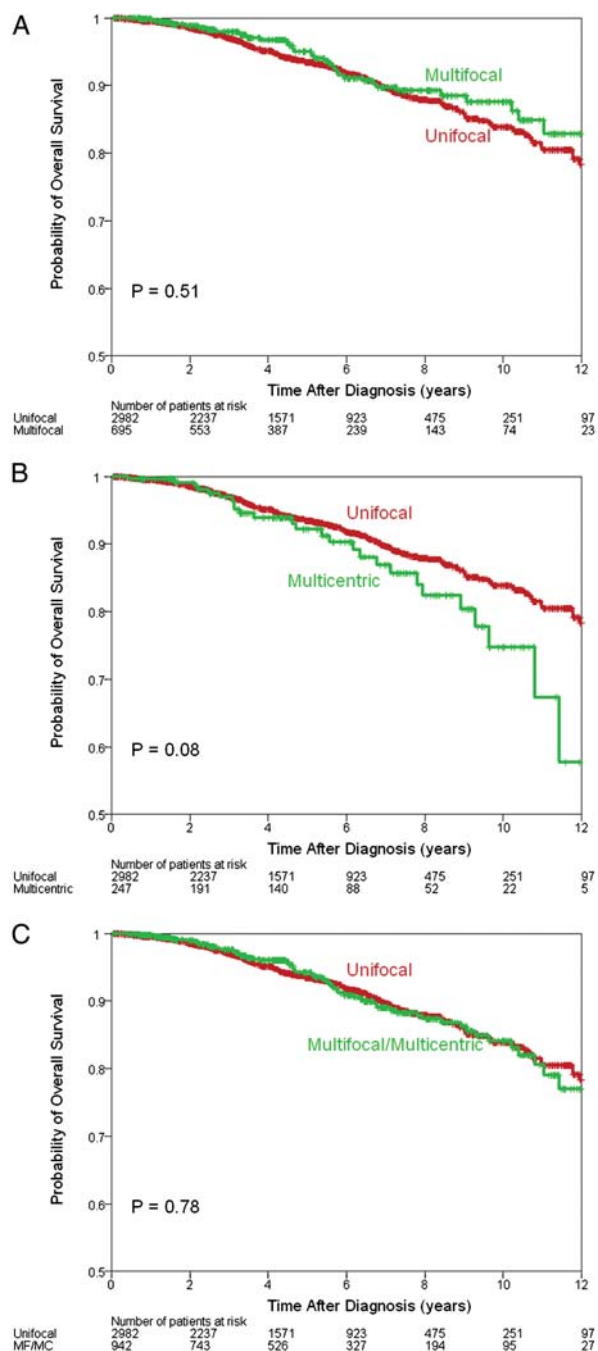 A
Probability of Overall Survival
1
0.9
0.8
0.7
0.6
0.5
Multifocal
Unifocal
P = 0.51
0 2 4 6 8 10 12
Time After Diagnosis (years)
Number of patients at risk
Unifocal 2982 2237 1571 923 475 251 97
Multifocal 695 553 387 239 143 74 23
B
Probability of Overall Survival
1
0.9
0.8
0.7
0.6
0.5
Unifocal
Multicentric
P = 0.08
0 2 4 6 8 10 12
Time After Diagnosis (years)
Number of patients at risk
Unifocal 2982 2237 1571 923 475 251 97
Multicentric 247 191 140 88 52 22 5
C
Probability of Overall Survival
1
0.9
0.8
0.7
0.6
0.5
Unifocal
Multifocal/Multicentric
P = 0.78
0 2 4 6 8 10 12
Time After Diagnosis (years)
Number of patients at risk
Unifocal 2982 2237 1571 923 475 251 97
MF/MC 942 743 526 327 194 95 27